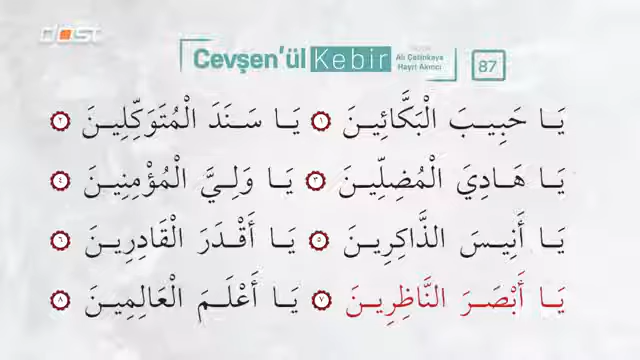 dost
Cevşen'ül Kebir
Ali Çetinkaya
Hayri Akıncı
87
يَا حَبِيبَ الْبَكَّائِينَ ١ يَا سَنَدَ الْمُتَوَكِّلِينَ ٢
يَا هَادِيَ الْمُضِلِّينَ ٣ يَا وَلِيَّ الْمُؤْمِنِينَ ٤
يَا أَنِيسَ الذَّاكِرِينَ ٥ يَا أَقْدَرَ الْقَادِرِينَ ٦
يَا أَبْصَرَ النَّاظِرِينَ ٧ يَا أَعْلَمَ الْعَالِمِينَ ٨